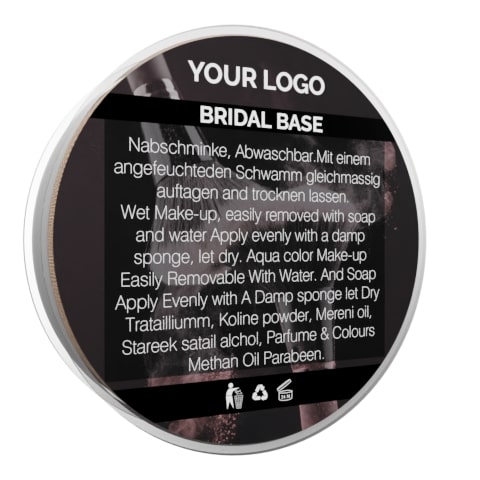 YOUR LOGO
BRIDAL BASE
Nabschminke, Abwaschbar.Mit einem
angefeuchteden Schwamm gleichmassig
auftagen and trocknen lassen.
Wet Make-up, easily removed with soap
and water Apply evenly with a damp
sponge, let dry. Aqua color Make-up
Easily Removable With Water. And Soap
Apply Evenly with A Damp sponge let Dry
Tratailliumm, Koline powder, Mereni oil,
Stareek satail alchol, Parfume & Colours
Methan Oil Parabeen.
24 M